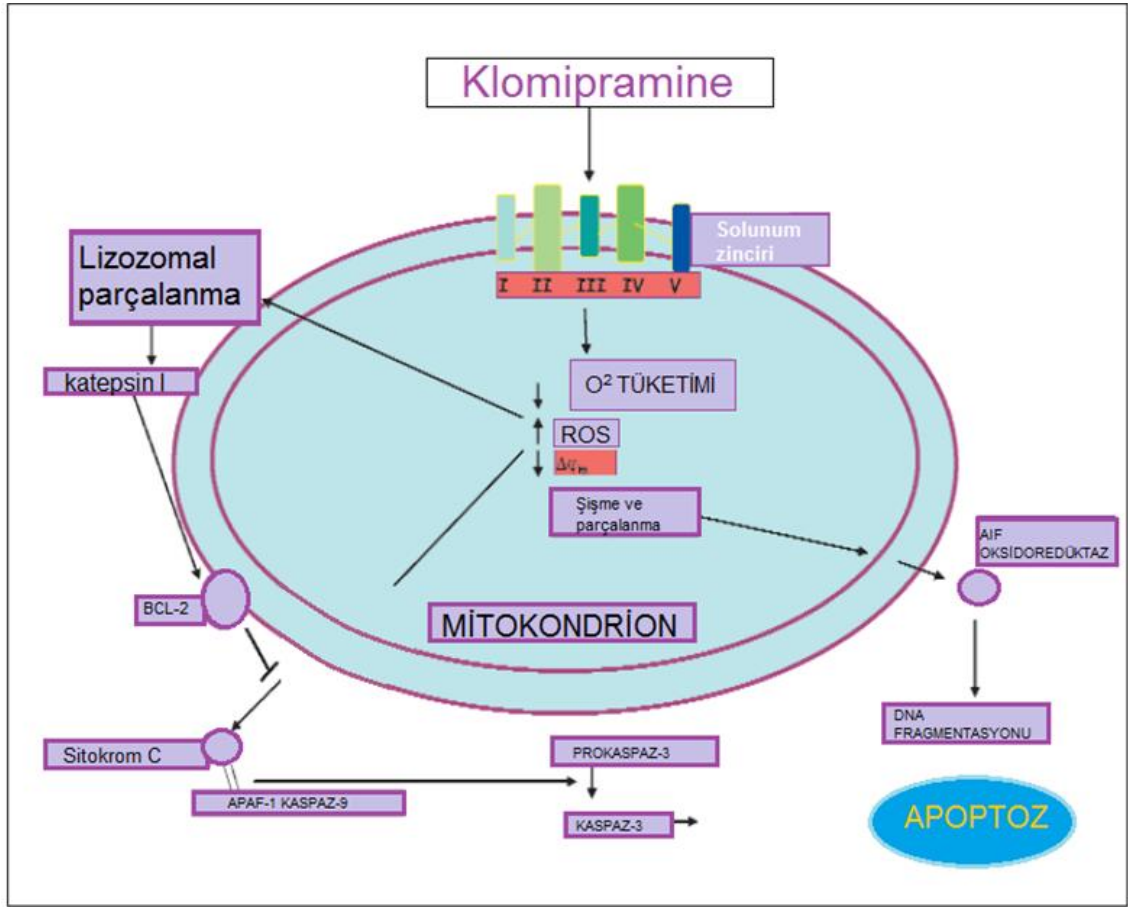 Klomipramine
Solunum
zinciri
Lizozomal
parçalanma
I II III IV V
katepsin l
O² TÜKETİMİ
ROS
Δψm
Şişme ve
parçalanma
AIF
OKSİDOREDÜKTAZ
BCL-2
MİTOKONDRİON
DNA
FRAGMENTASYONU
Sitokrom C
PROKASPAZ-3
APAF-1 KASPAZ-9
KASPAZ-3
APOPTOZ